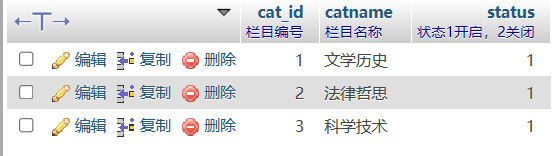 cat_id catname status
栏目编号 栏目名称 状态1开启，2关闭
编辑 复制 删除 1 文学历史 1
编辑 复制 删除 2 法律哲思 1
编辑 复制 删除 3 科学技术 1